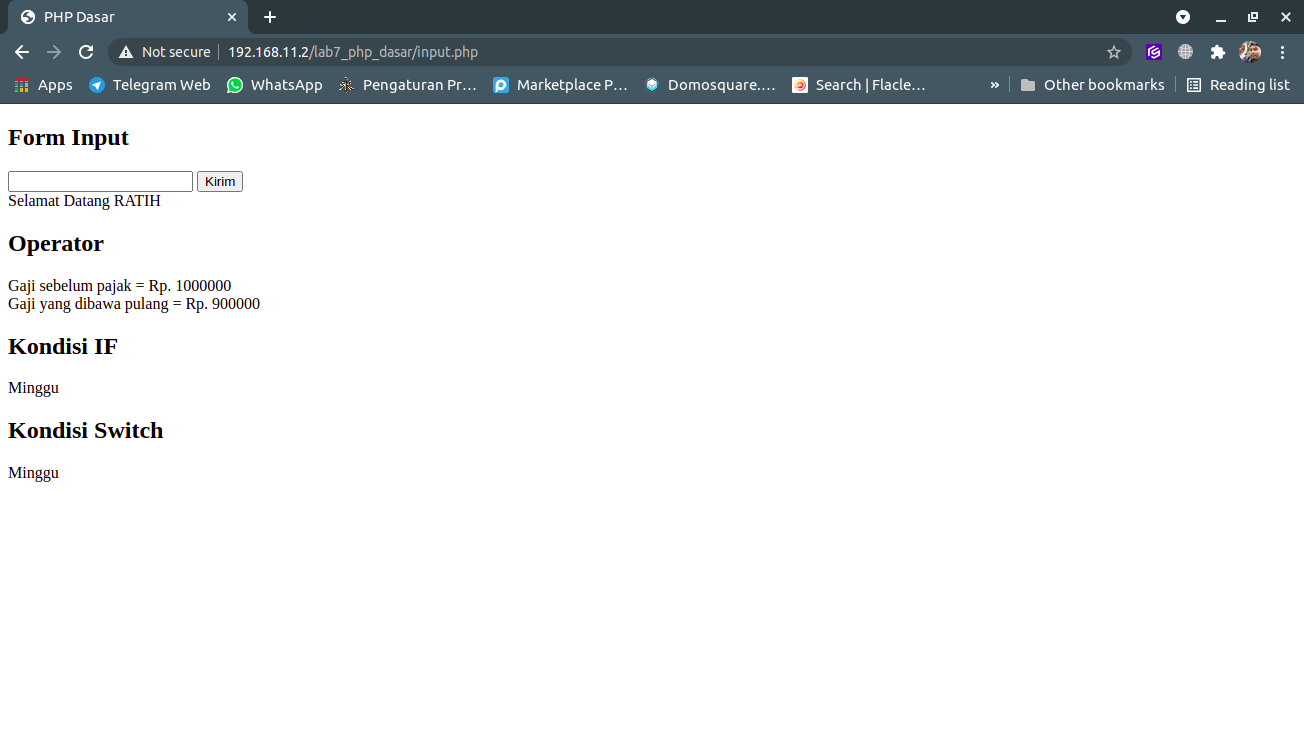 PHP Dasar
Not secure 192.168.11.2/lab7_php_dasar/input.php
Apps Telegram Web WhatsApp Pengaturan Pr... Marketplace P... Domosquare.... Search | Flacle... » Other bookmarks Reading list
Form Input
Kirim
Selamat Datang RATIH
Operator
Gaji sebelum pajak = Rp. 1000000
Gaji yang dibawa pulang = Rp. 900000
Kondisi IF
Minggu
Kondisi Switch
Minggu